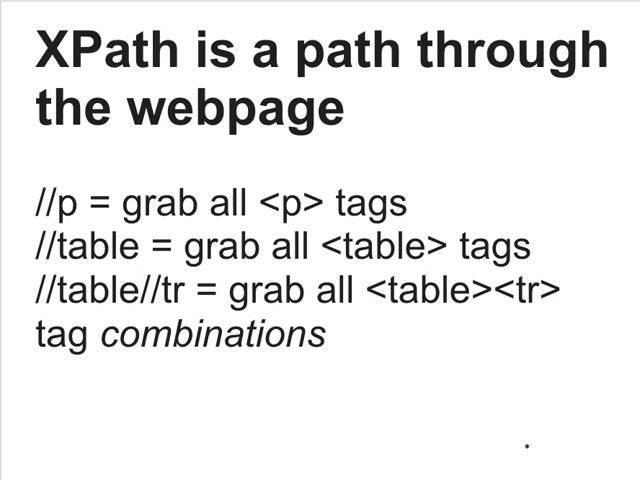 XPath is a path through
the webpage
//p = grab all <p> tags
//table = grab all <table> tags
//table//tr = grab all <table><tr>
tag combinations
*